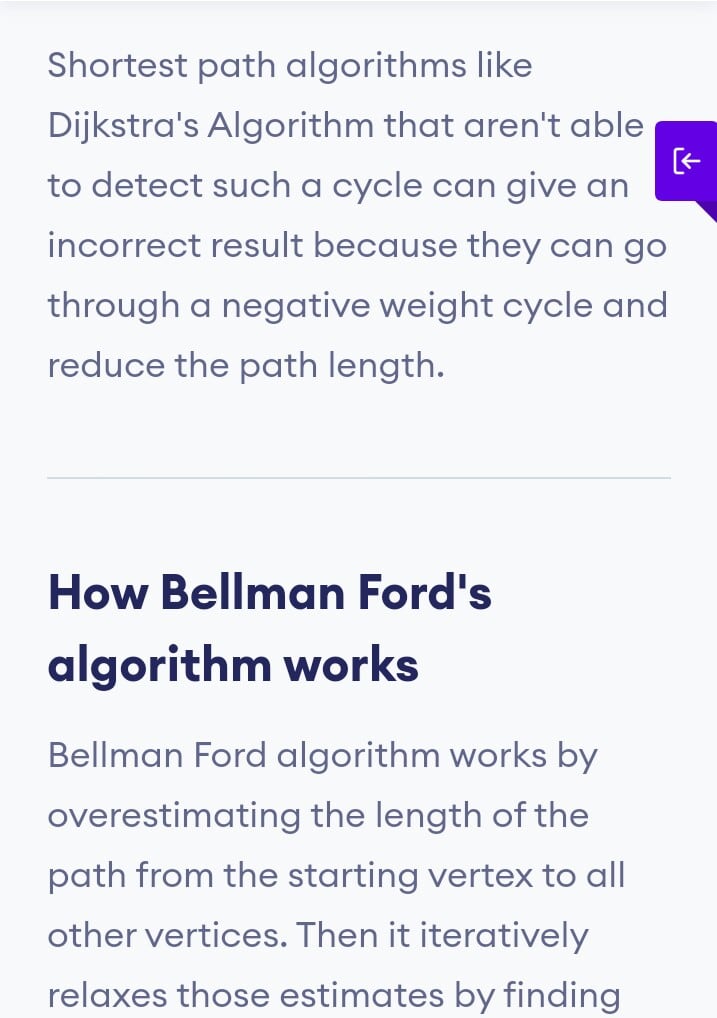 Shortest path algorithms like
Dijkstra's Algorithm that aren't able
to detect such a cycle can give an
incorrect result because they can go
through a negative weight cycle and
reduce the path length.
How Bellman Ford's
algorithm works
Bellman Ford algorithm works by
overestimating the length of the
path from the starting vertex to all
other vertices. Then it iteratively
relaxes those estimates by finding